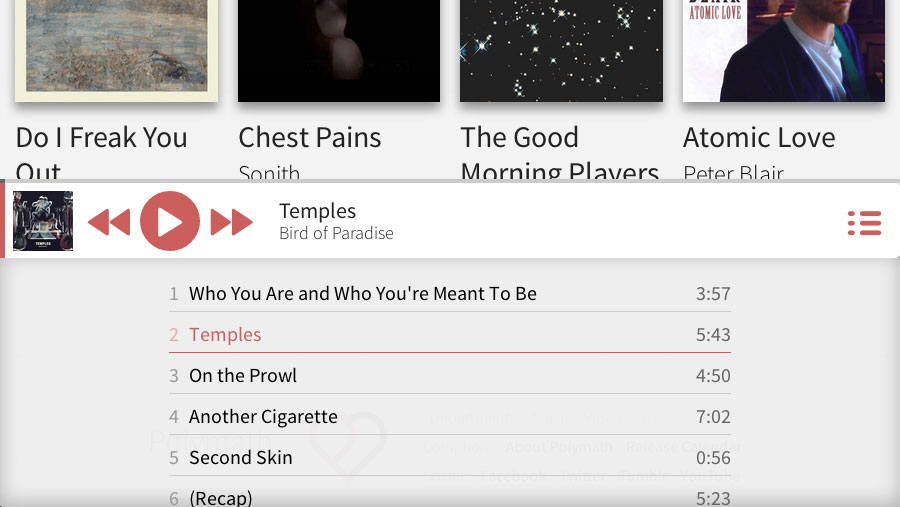 ATOMIC LOVE
Do I Freak You
Out
Chest Pains
Sonith
The Good
Morning Players
Atomic Love
Peter Blair
TEMPLES
Temples
Bird of Paradise
1 Who You Are and Who You're Meant To Be 3:57
2 Temples 5:43
3 On the Prowl 4:50
4 Another Cigarette 7:02
5 Second Skin 0:56
6 (Recap) 5:23
Polymath
Departments Music Video
About Polymath Release Calendar
Facebook Twitter Tumblr YouTube